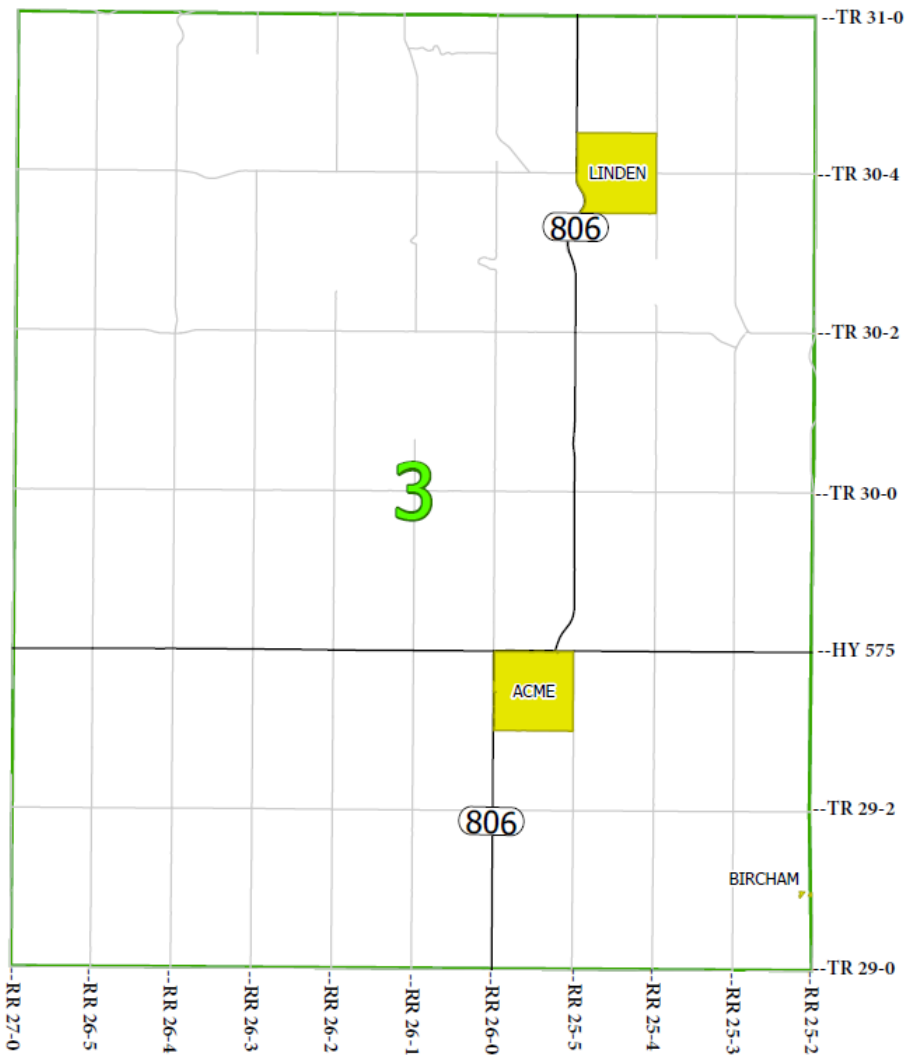 --TR 31-0
LINDEN
--TR 30-4
806
--TR 30-2
3
--TR 30-0
--HY 575
ACME
--TR 29-2
806
BIRCHAM
--TR 29-0
--RR 27-0
--RR 26-5
--RR 26-4
--RR 26-3
--RR 26-2
--RR 26-1
--RR 26-0
--RR 25-5
--RR 25-4
--RR 25-3
RR 25-2